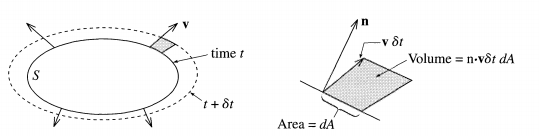 v
time t
S
t + δt
n
v δt
Volume = n·vδt dA
Area = dA